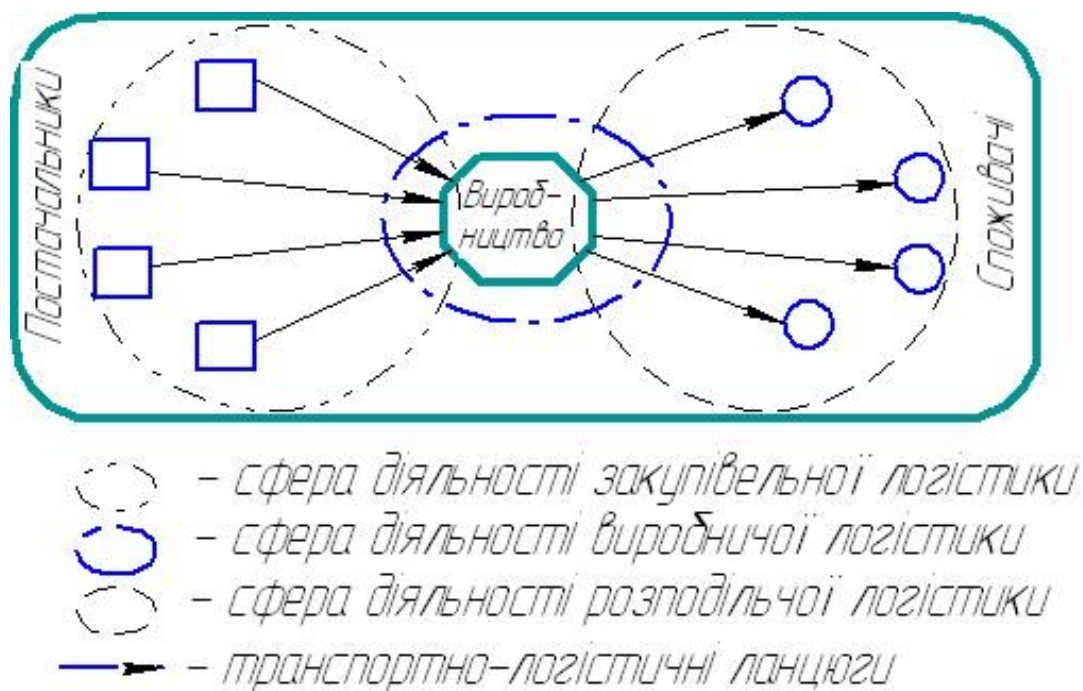 Постачальники
Вироб-
ництво
Споживачі
– сфера діяльності закупівельної логістики
– сфера діяльності виробничої логістики
– сфера діяльності розподільчої логістики
– транспортно-логістичні ланцюги